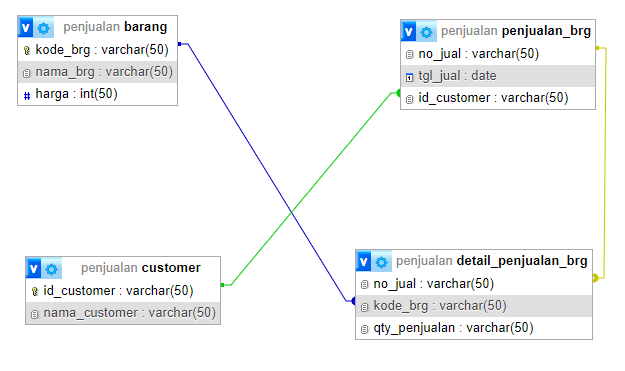 v penjualan barang
kode_brg : varchar(50)
nama_brg : varchar(50)
# harga : int(50)
v penjualan penjualan_brg
no_jual : varchar(50)
tgl_jual : date
id_customer : varchar(50)
v penjualan customer
id_customer : varchar(50)
nama_customer : varchar(50)
v penjualan detail_penjualan_brg
no_jual : varchar(50)
kode_brg : varchar(50)
qty_penjualan : varchar(50)